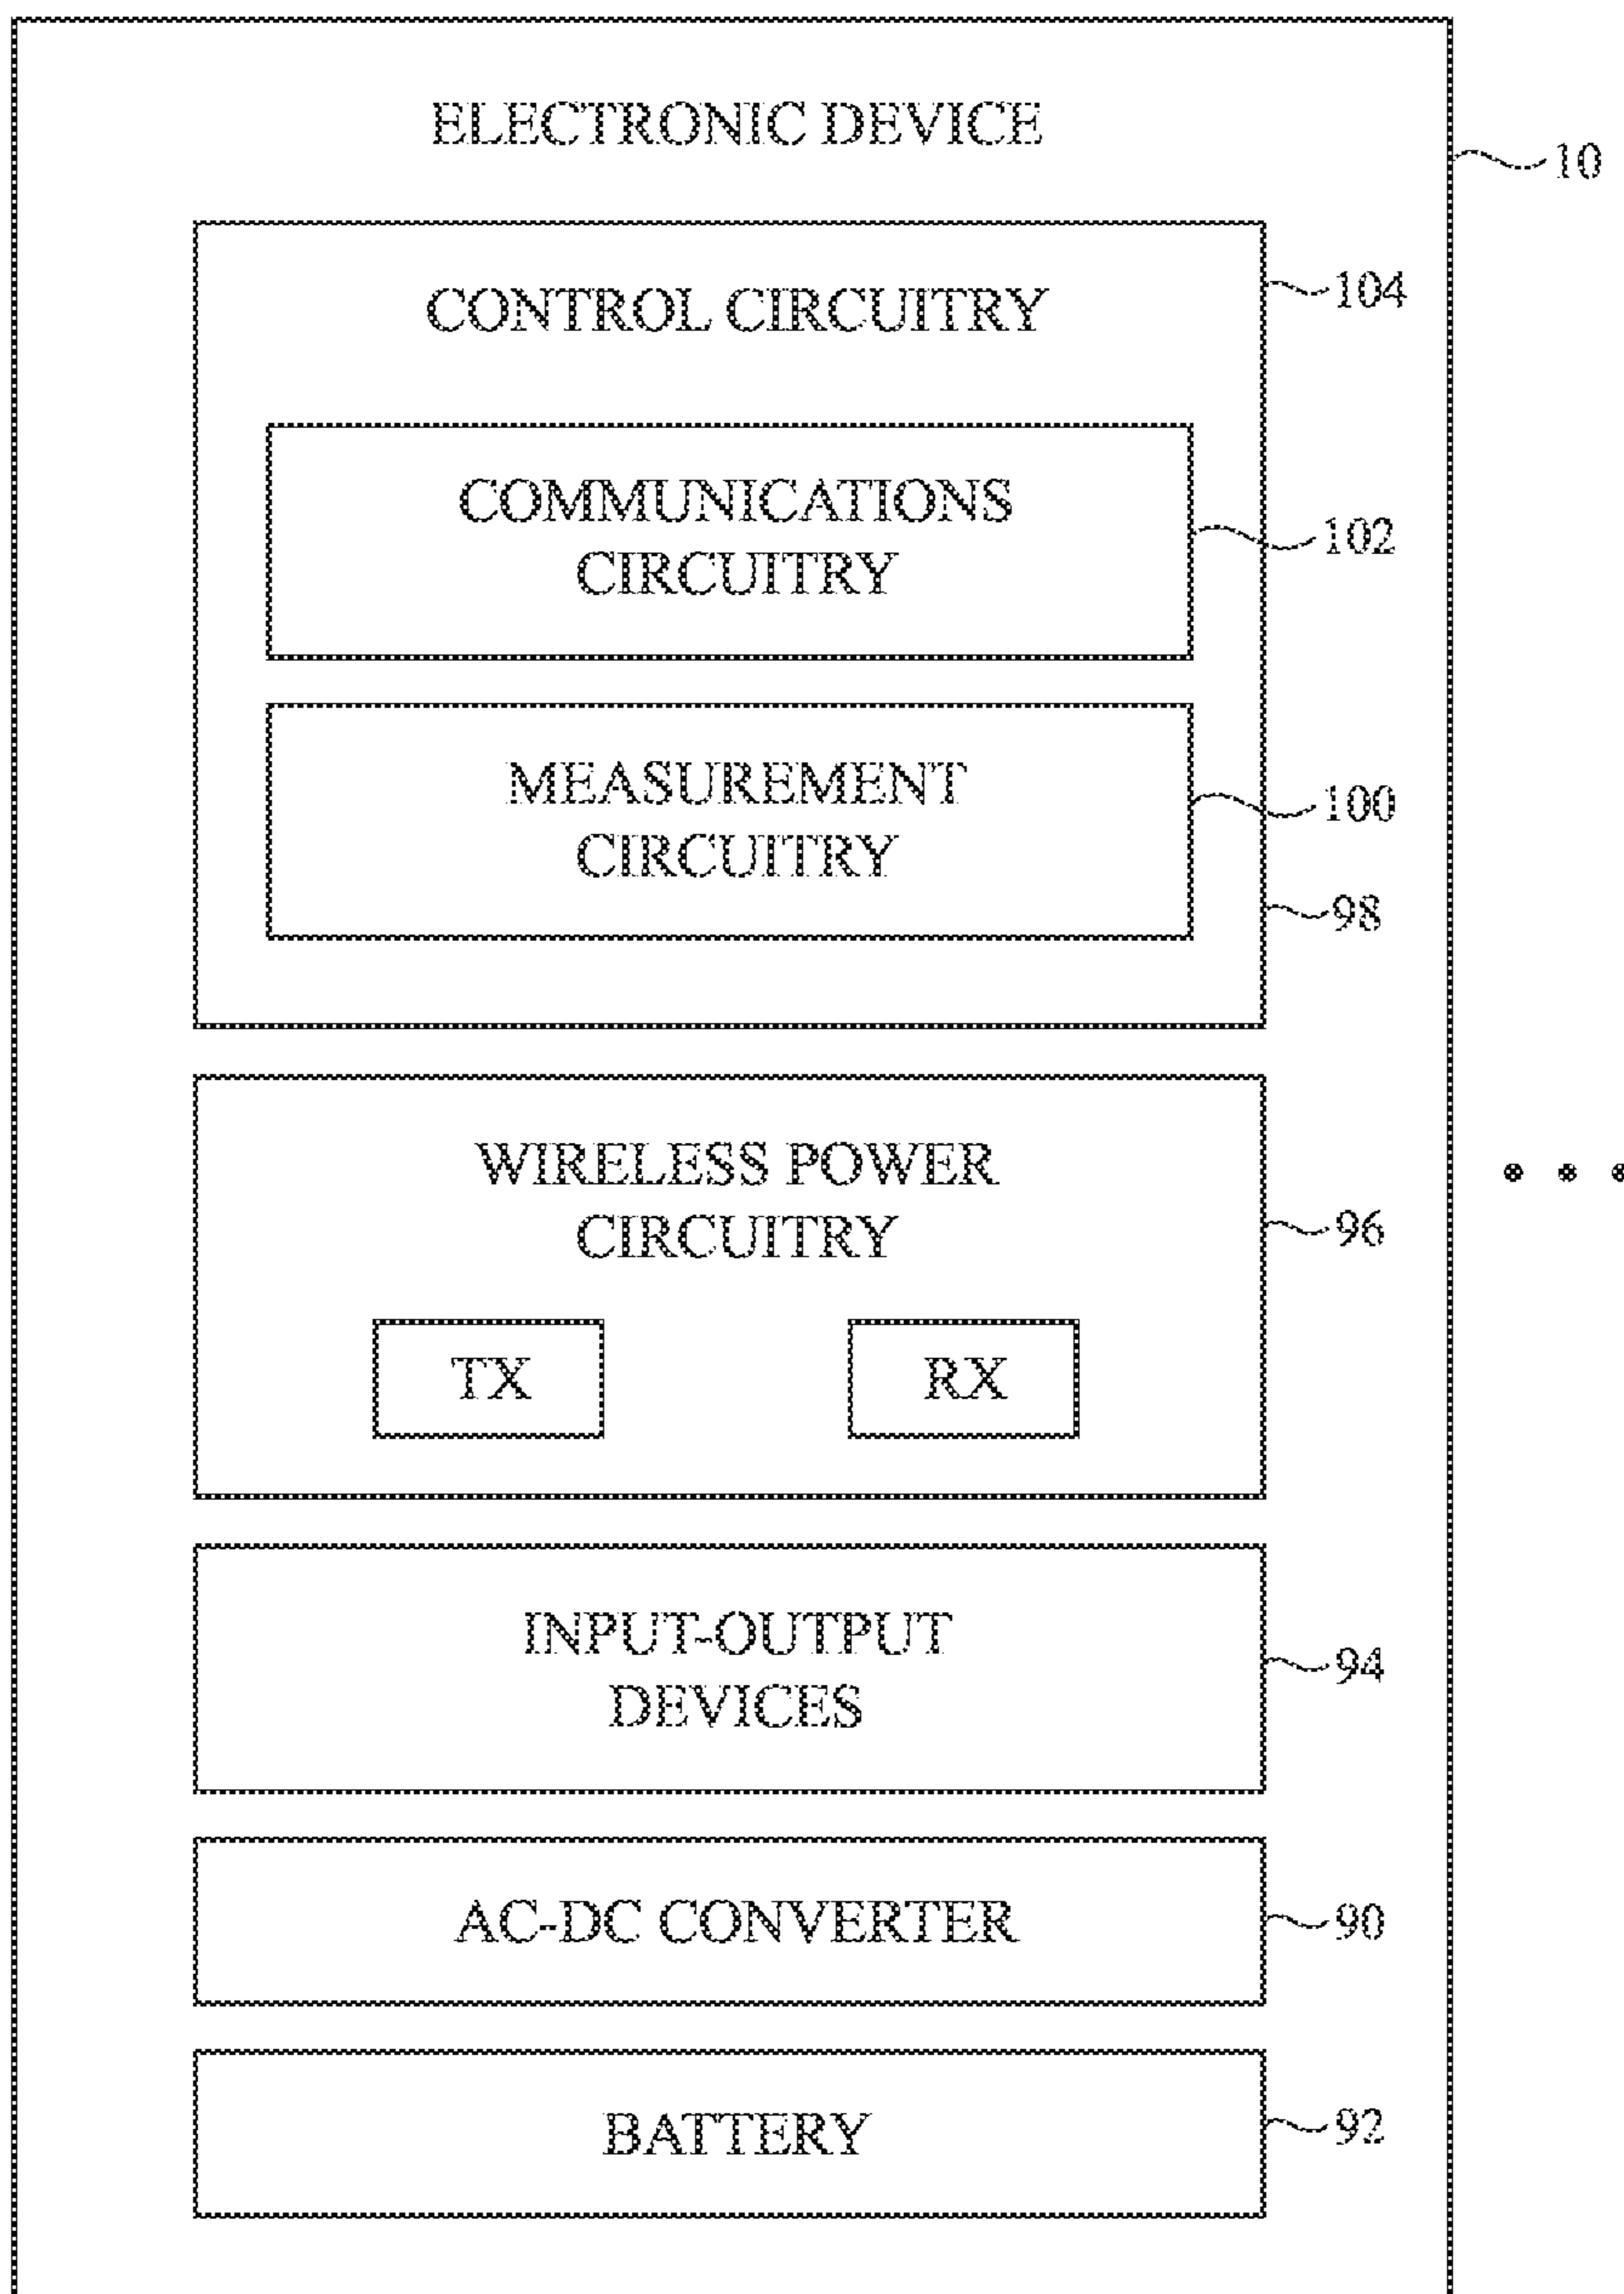 ELECTRONIC DEVICE
10
CONTROL CIRCUITRY
104
COMMUNICATIONS
CIRCUITRY
102
MEASUREMENT
CIRCUITRY
100
98
WIRELESS POWER
CIRCUITRY
96
TX
RX
INPUT-OUTPUT
DEVICES
94
AC-DC CONVERTER
90
BATTERY
92